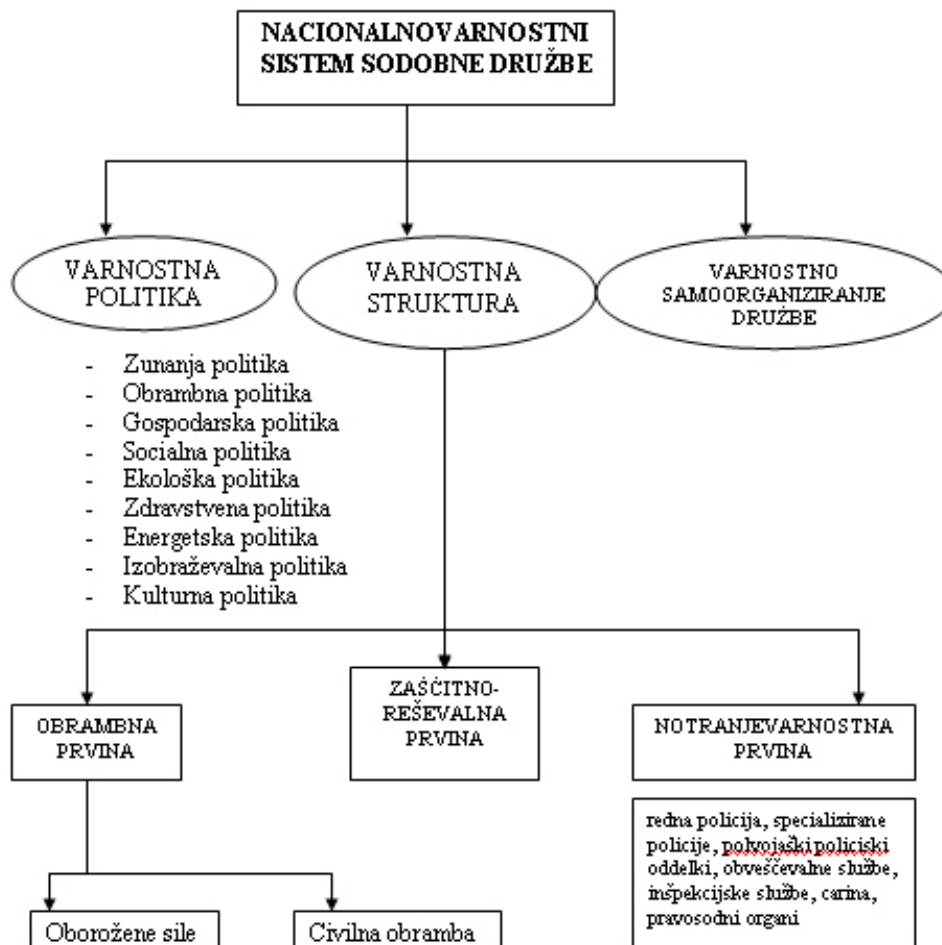 NACIONALNOVARNOSTNI
SISTEM SODOBNE DRUŽBE
VARNOSTNA
POLITIKA
VARNOSTNA
STRUKTURA
VARNOSTNO
SAMOORGANIZIRANJE
DRUŽBE
- Zunanja politika
- Obrambna politika
- Gospodarska politika
- Socialna politika
- Ekološka politika
- Zdravstvena politika
- Energetska politika
- Izobraževalna politika
- Kulturna politika
OBRAMBNA
PRVINA
ZAŠČITNO-
REŠEVALNA
PRVINA
NOTRANJEVARNOSTNA
PRVINA
redna policija, specializirane
policije, polvojaški policiski
oddelki, obveščevalne službe,
inšpekcijske službe, carina,
pravosodni organi
Oborožene sile
Civilna obramba